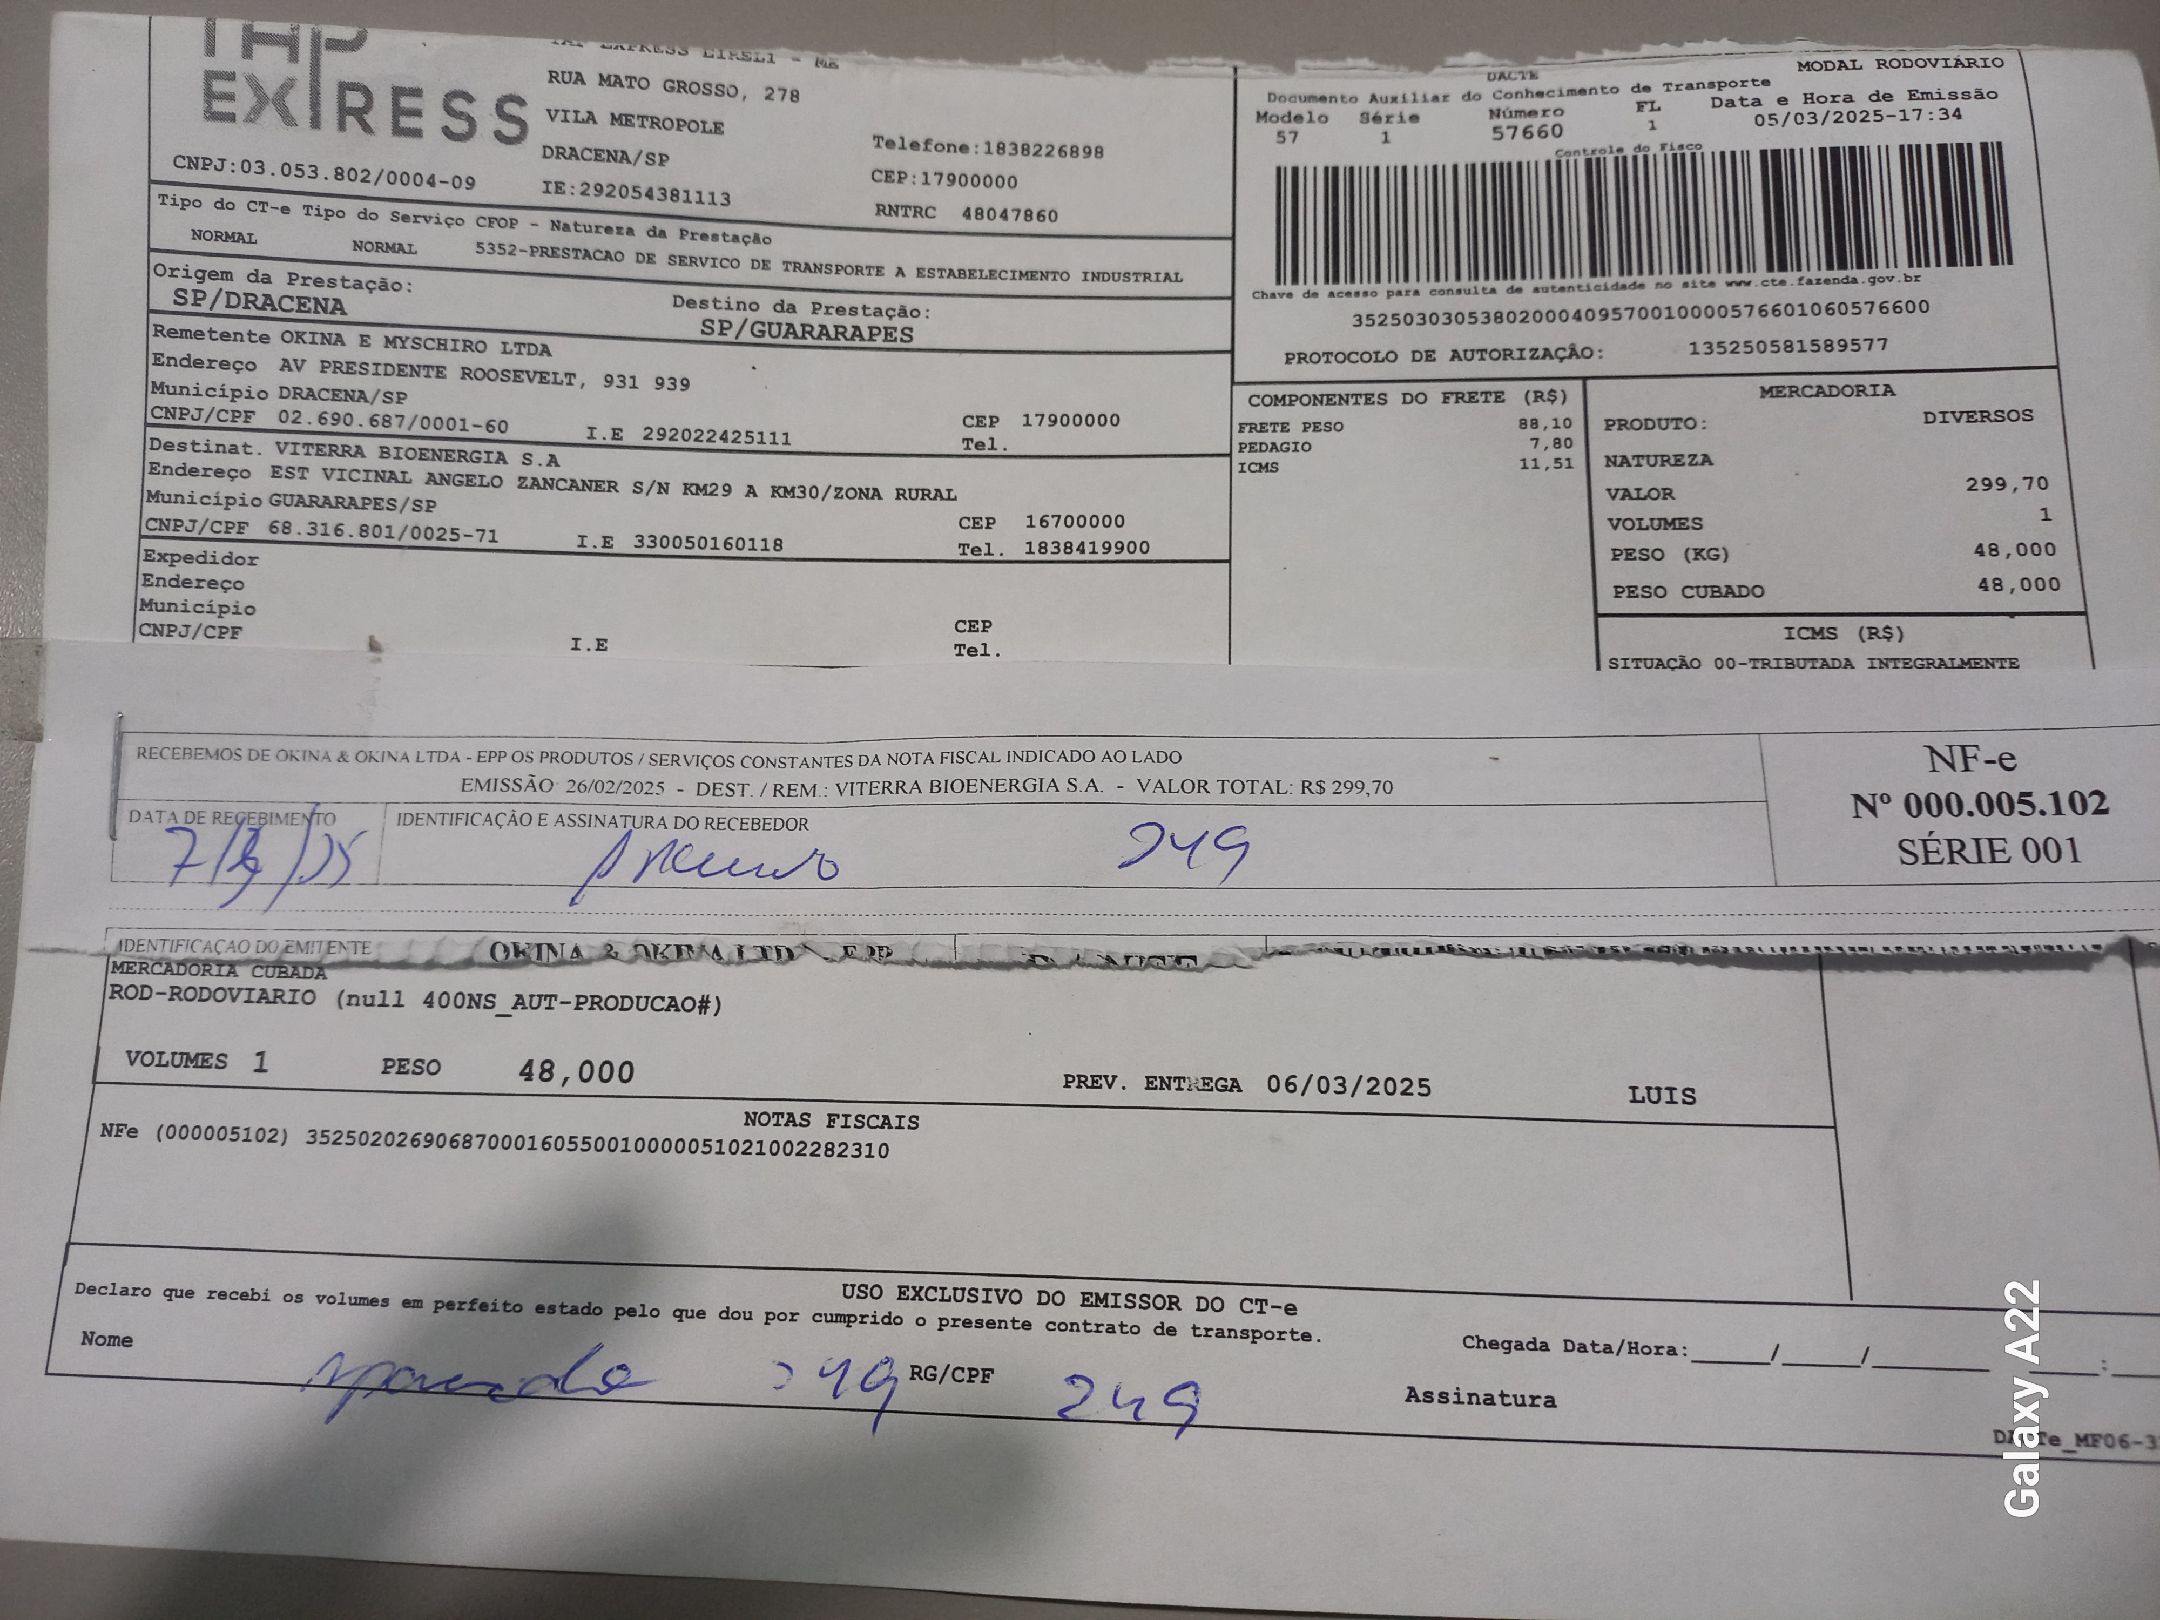 TAP
EXPRESS
TAP EXPRESS EIRELI - ME
RUA MATO GROSSO, 278
VILA METROPOLE
DRACENA/SP
CNPJ:03.053.802/0004-09
IE:292054381113
Telefone:1838226898
CEP:17900000
RNTRC 48047860
DACTE
MODAL RODOVIÁRIO
Documento Auxiliar do Conhecimento de Transporte
Modelo Série Número FL Data e Hora de Emissão
57 1 57660 1 05/03/2025-17:34
Controle do Fisco
Chave de acesso para consulta de autenticidade no site www.cte.fazenda.gov.br
35250303053802000409570010000576601060576600
PROTOCOLO DE AUTORIZAÇÃO: 135250581589577
Tipo do CT-e Tipo do Serviço CFOP - Natureza da Prestação
NORMAL NORMAL 5352-PRESTACAO DE SERVICO DE TRANSPORTE A ESTABELECIMENTO INDUSTRIAL
Origem da Prestação: Destino da Prestação:
SP/DRACENA SP/GUARARAPES
Remetente OKINA E MYSCHIRO LTDA
Endereço AV PRESIDENTE ROOSEVELT, 931 939
Município DRACENA/SP CEP 17900000
CNPJ/CPF 02.690.687/0001-60 I.E 292022425111 Tel.
Destinat. VITERRA BIOENERGIA S.A
Endereço EST VICINAL ANGELO ZANCANER S/N KM29 A KM30/ZONA RURAL
Município GUARARAPES/SP CEP 16700000
CNPJ/CPF 68.316.801/0025-71 I.E 330050160118 Tel. 1838419900
Expedidor
Endereço
Município CEP
CNPJ/CPF I.E Tel.
COMPONENTES DO FRETE (R$)
FRETE PESO 88,10
PEDAGIO 7,80
ICMS 11,51
MERCADORIA
PRODUTO: DIVERSOS
NATUREZA
VALOR 299,70
VOLUMES 1
PESO (KG) 48,000
PESO CUBADO 48,000
ICMS (R$)
SITUAÇÃO 00-TRIBUTADA INTEGRALMENTE
RECEBEMOS DE OKINA & OKINA LTDA - EPP OS PRODUTOS / SERVIÇOS CONSTANTES DA NOTA FISCAL INDICADO AO LADO
EMISSÃO 26/02/2025 - DEST. / REM.: VITERRA BIOENERGIA S.A. - VALOR TOTAL: R$ 299,70
DATA DE RECEBIMENTO IDENTIFICAÇÃO E ASSINATURA DO RECEBEDOR
249
NF-e
Nº 000.005.102
SÉRIE 001
IDENTIFICAÇÃO DO EMITENTE OKINA & OKINA LTDA - EPP
MERCADORIA CUBADA
ROD-RODOVIARIO (null 400NS_AUT-PRODUCAO#)
VOLUMES 1 PESO 48,000 PREV. ENTREGA 06/03/2025 LUIS
NOTAS FISCAIS
NFe (000005102) 35250202690687000160550010000051021002282310
USO EXCLUSIVO DO EMISSOR DO CT-e
Declaro que recebi os volumes em perfeito estado pelo que dou por cumprido o presente contrato de transporte.
Nome 249 RG/CPF 249
Chegada Data/Hora:_____/_____/_______ :
Assinatura
Galaxy A22